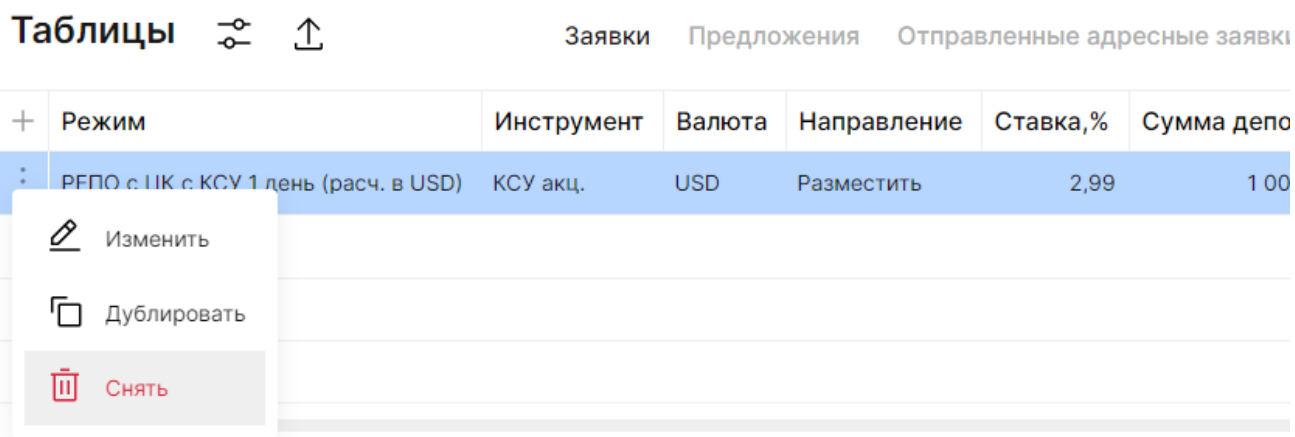 Таблицы Заявки Предложения Отправленные адресные заявки
Режим Инструмент Валюта Направление Ставка,% Сумма депо
РЕПО с ЦК с КСУ 1 день (расч. в USD) КСУ акц. USD Разместить 2,99 1 00
Изменить
Дублировать
Снять